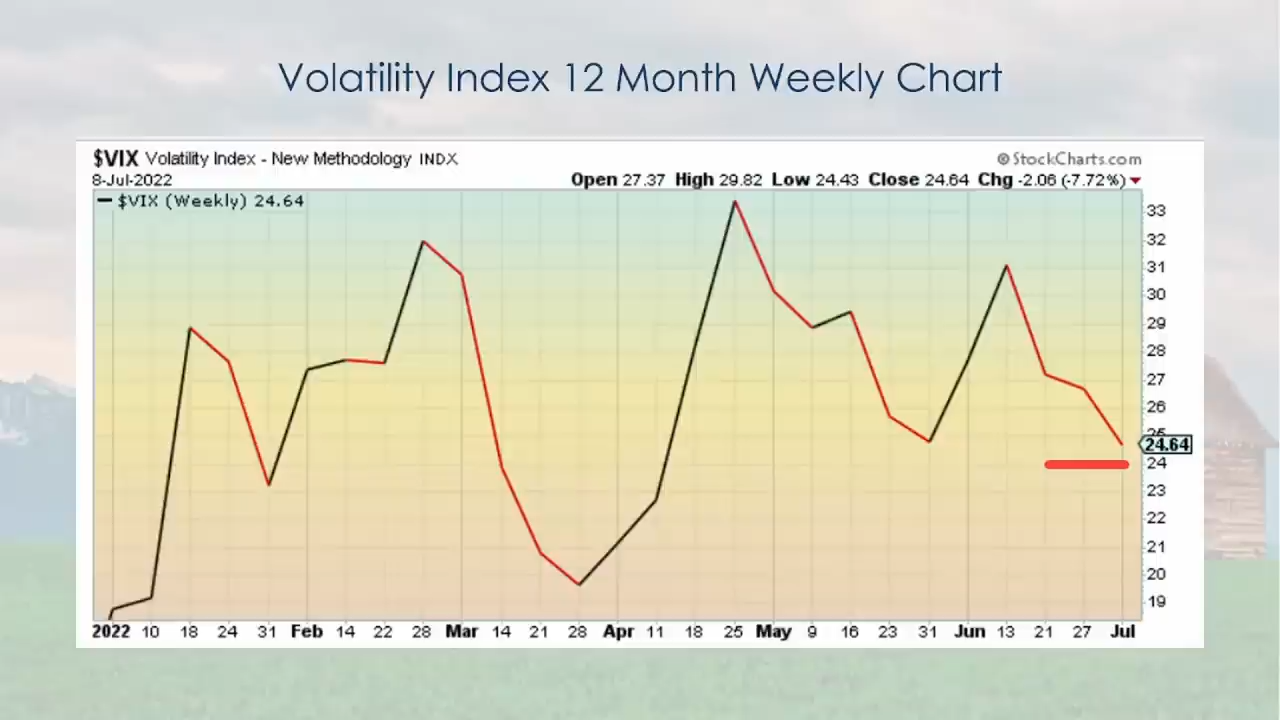 Volatility Index 12 Month Weekly Chart
$VIX Volatility Index - New Methodology INDX
© StockCharts.com
8-Jul-2022
Open 27.37 High 29.82 Low 24.43 Close 24.64 Chg -2.06 (-7.72%)
$VIX (Weekly) 24.64
33
32
31
30
29
28
27
26
25
24.64
24
23
22
21
20
19
2022 10 18 24 31 Feb 14 22 28 Mar 14 21 28 Apr 11 18 25 May 9 16 23 31 Jun 13 21 27 Jul